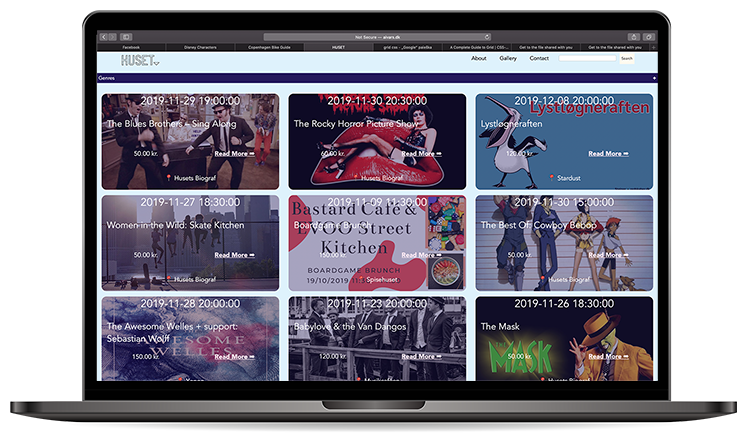 Not Secure — alvarn.dk
Facebook
Disney Characters
Copenhagen Bike Guide
HUSET
grid css - „Google“ paieška
A Complete Guide to Grid | CSS-...
Get to the file shared with you
Get to the file shared with you
HUSET
About Gallery Contact Search
Genres +
2019-11-29 19:00:00
The Blues Brothers – Sing Along
50.00 kr. Read More ➡
Husets Biograf
PICTURE SHOW
2019-11-30 20:30:00
The Rocky Horror Picture Show
60.00 kr. Read More ➡
Husets Biograf
2019-12-08 20:00:00
Lystløgneraften
Lystløgneraften
120.00 kr. Read More ➡
Stardust
2019-11-27 18:30:00
Women in the Wild: Skate Kitchen
50.00 kr. Read More ➡
Husets Biograf
2019-11-09 11:30:00
Bastard Café &
Street
Kitchen
Boardgame Brunch
Read More ➡
BOARDGAME BRUNCH
Spisehuset
19/10/2019
2019-11-30 15:00:00
The Best Of: Cowboy Bebop
50.00 kr. Read More ➡
Husets Biograf
2019-11-28 20:00:00
The Awesome Welles + support:
Sebastian Wolff
AWESOME
WELLES
150.00 kr. Read More ➡
2019-11-23 20:00:00
Babylove & the Van Dangos
120.00 kr. Read More ➡
2019-11-26 18:30:00
The Mask
THE
MASK
50.00 kr. Read More ➡
Husets Biograf